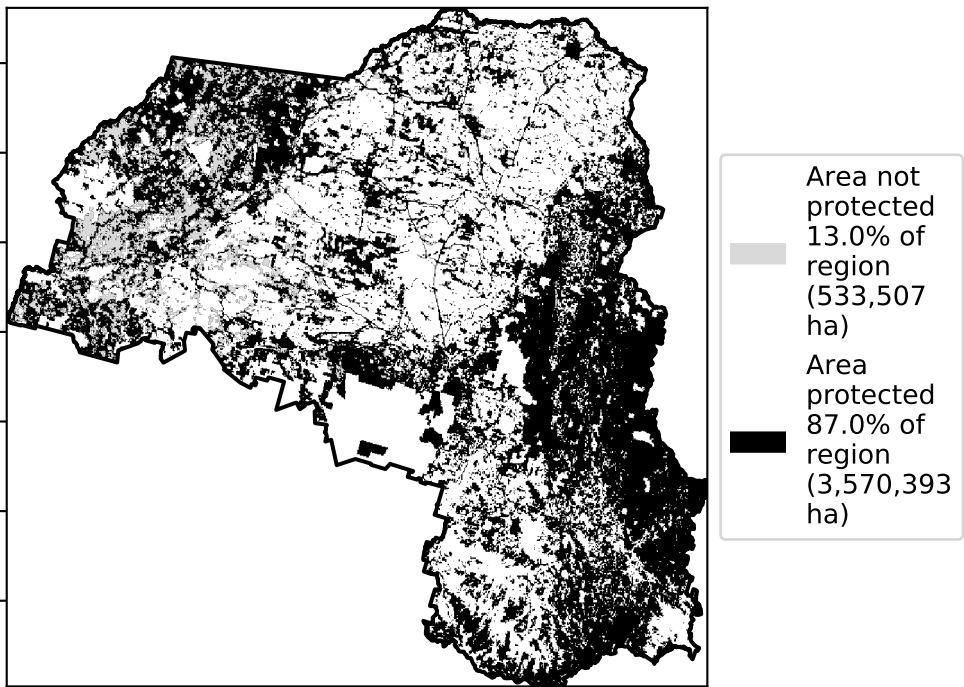 Area not
protected
13.0% of
region
(533,507
ha)
Area
protected
87.0% of
region
(3,570,393
ha)